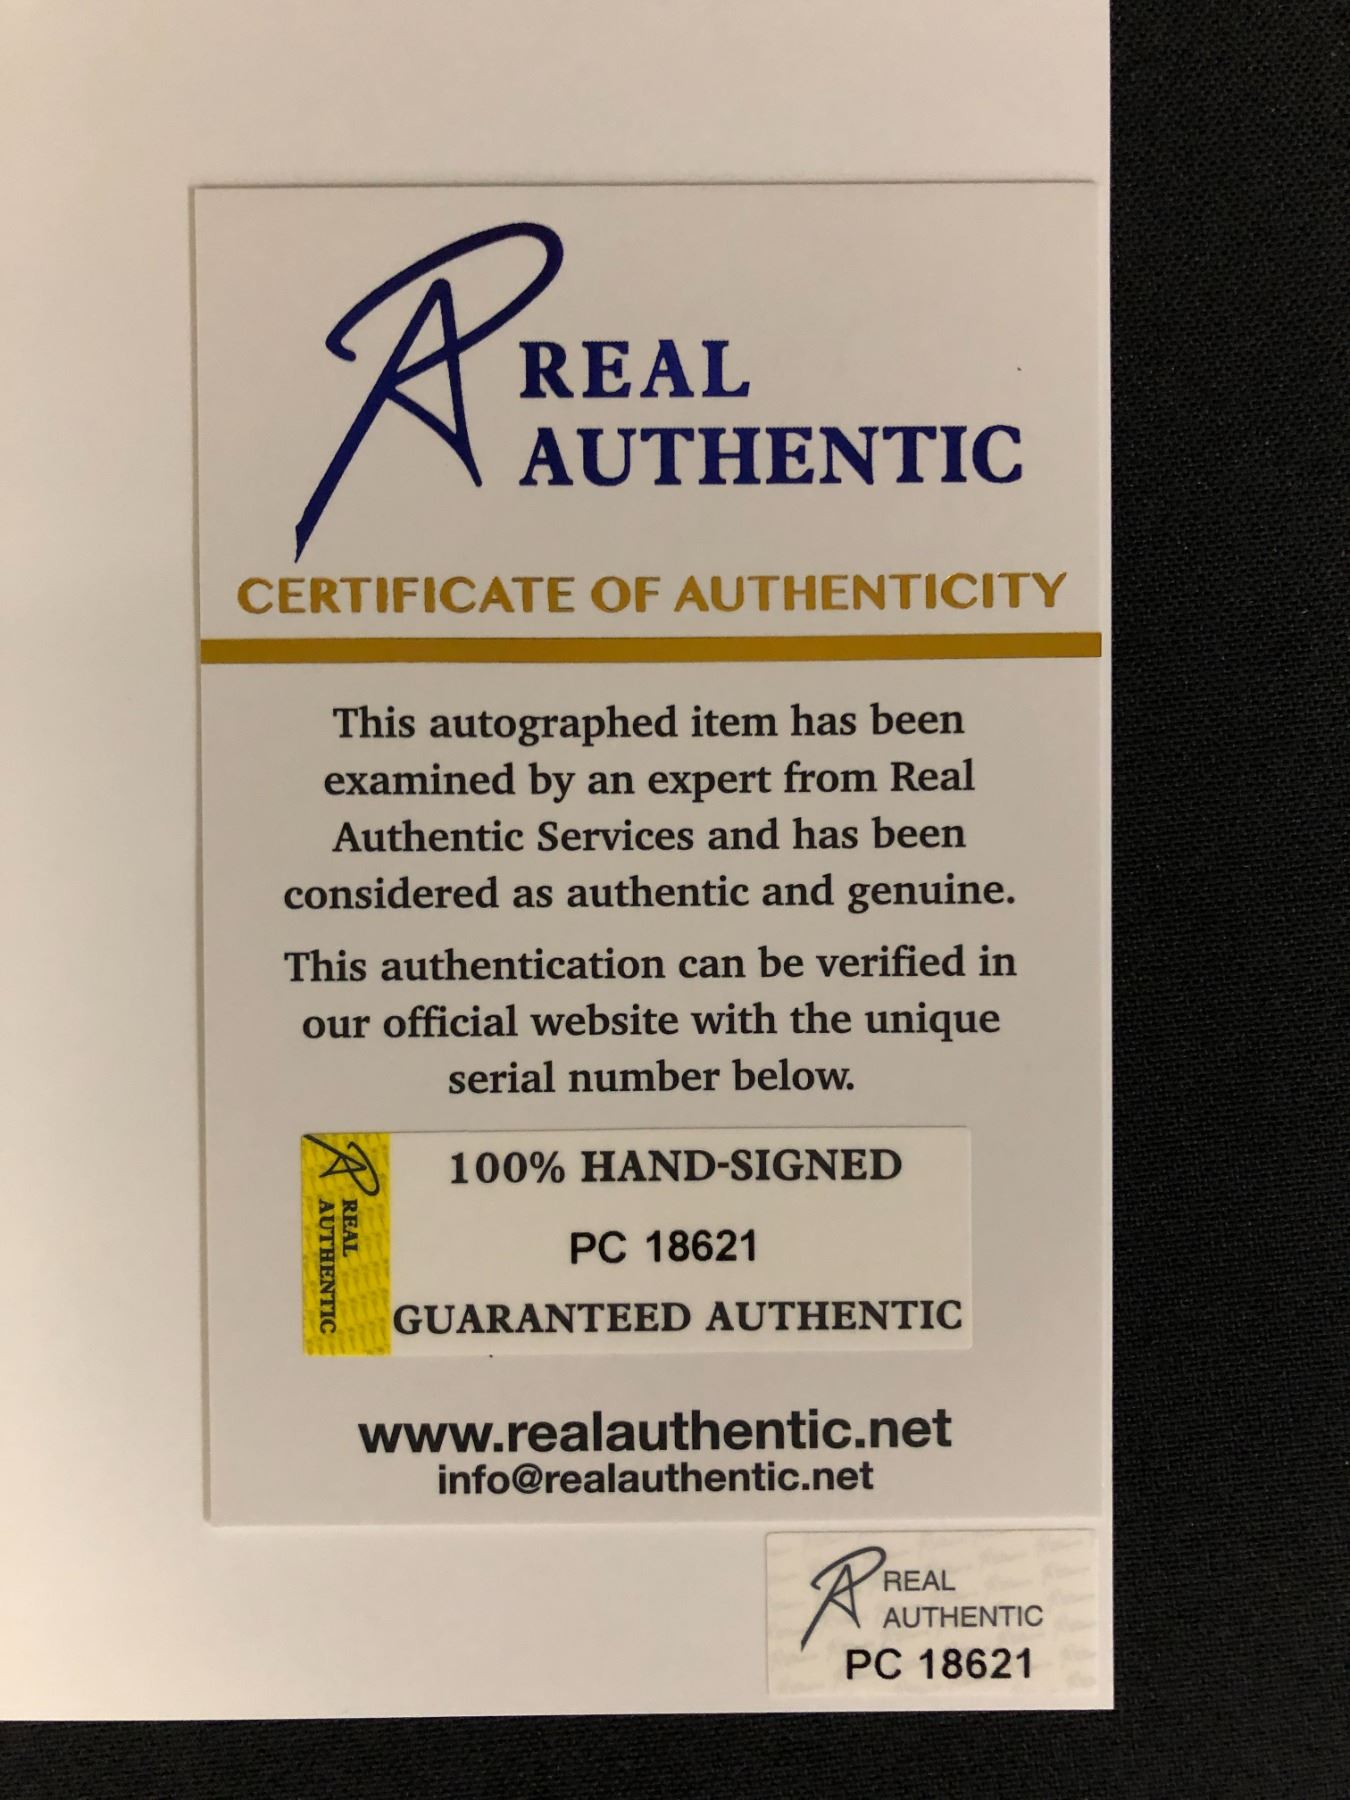 REAL
AUTHENTIC
CERTIFICATE OF AUTHENTICITY
This autographed item has been
examined by an expert from Real
Authentic Services and has been
considered as authentic and genuine.
This authentication can be verified in
our official website with the unique
serial number below.
REAL
AUTHENTIC
100% HAND-SIGNED
PC 18621
GUARANTEED AUTHENTIC
www.realauthentic.net
info@realauthentic.net
REAL
AUTHENTIC
PC 18621